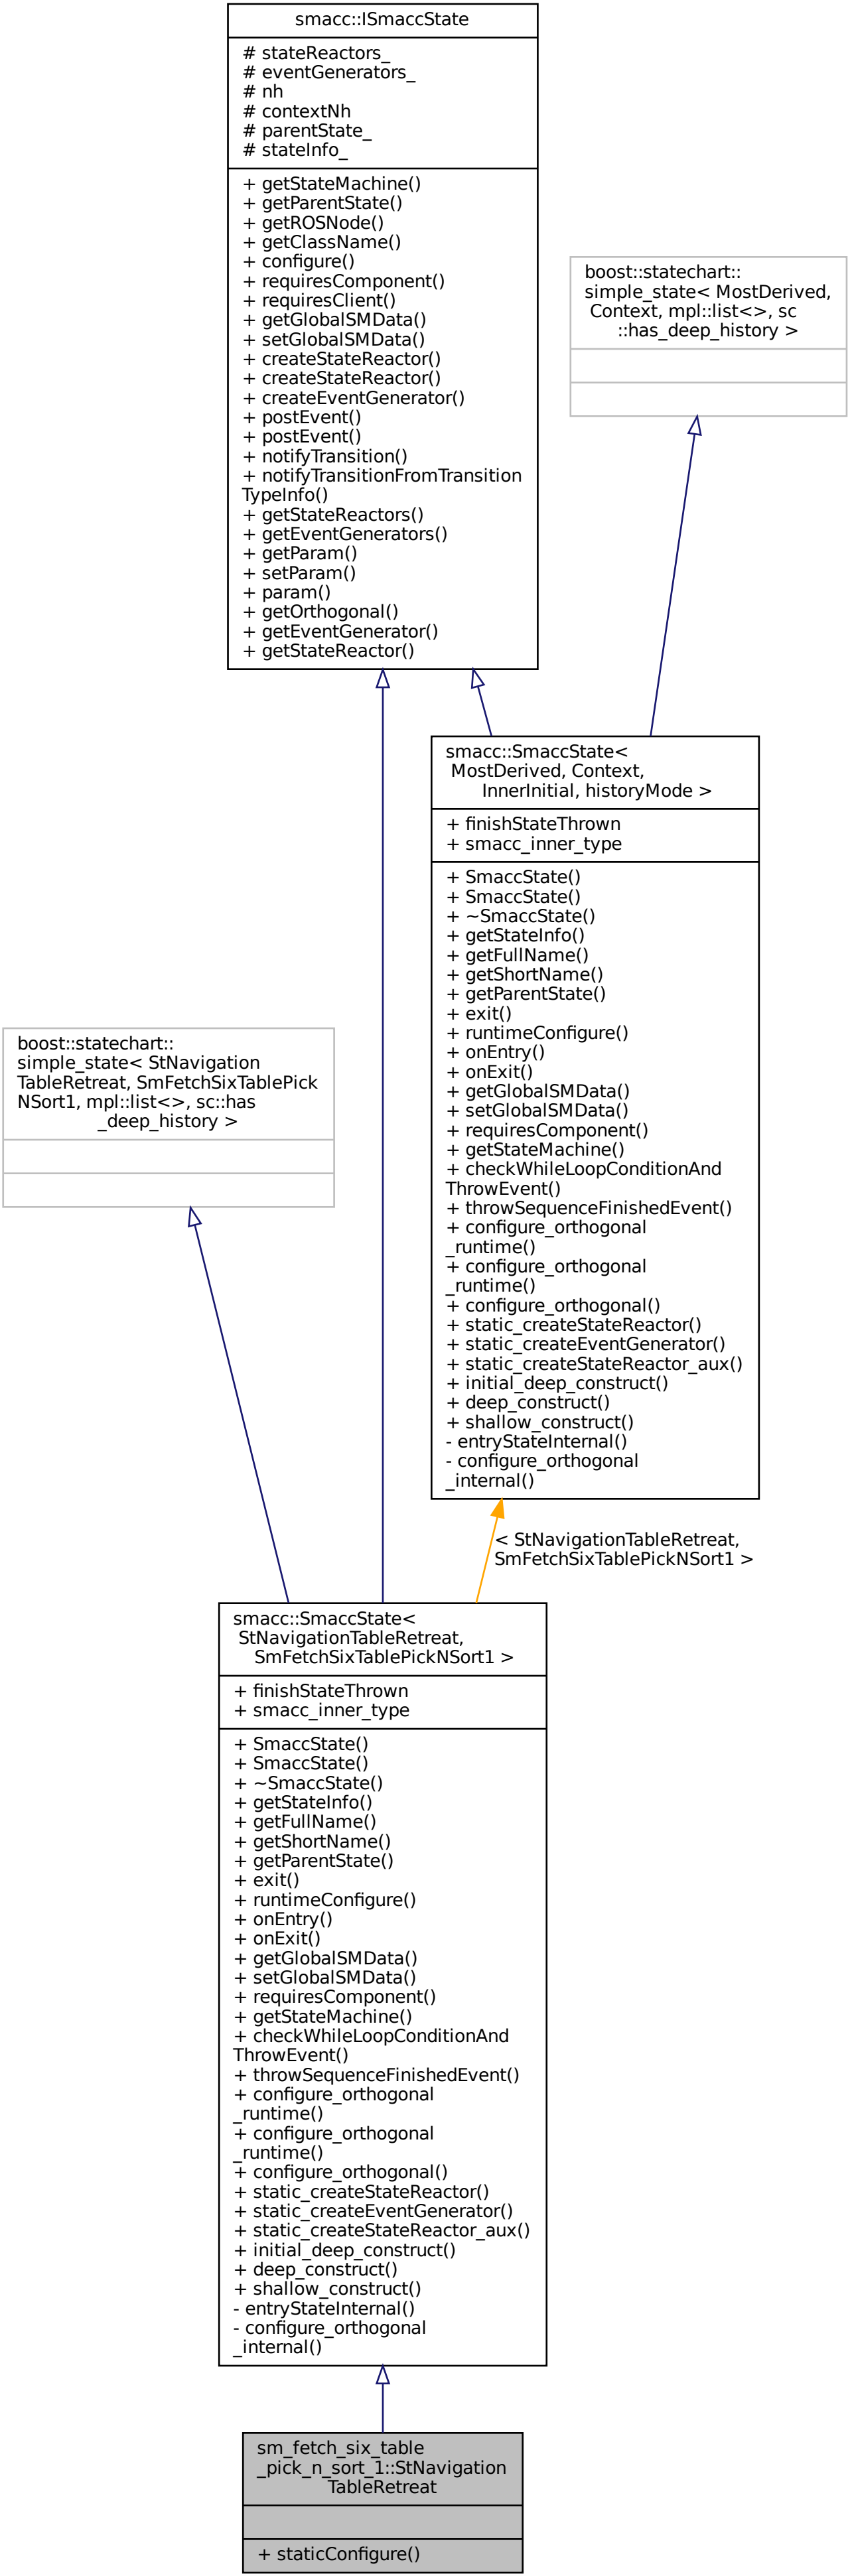 smacc::ISmaccState
# stateReactors_
# eventGenerators_
# nh
# contextNh
# parentState_
# stateInfo_
+ getStateMachine()
+ getParentState()
+ getROSNode()
+ getClassName()
+ configure()
+ requiresComponent()
+ requiresClient()
+ getGlobalSMData()
+ setGlobalSMData()
+ createStateReactor()
+ createStateReactor()
+ createEventGenerator()
+ postEvent()
+ postEvent()
+ notifyTransition()
+ notifyTransitionFromTransition
TypeInfo()
+ getStateReactors()
+ getEventGenerators()
+ getParam()
+ setParam()
+ param()
+ getOrthogonal()
+ getEventGenerator()
+ getStateReactor()
boost::statechart::
simple_state< MostDerived,
Context, mpl::list<>, sc
::has_deep_history >
smacc::SmaccState<
MostDerived, Context,
InnerInitial, historyMode >
+ finishStateThrown
+ smacc_inner_type
+ SmaccState()
+ SmaccState()
+ ~SmaccState()
+ getStateInfo()
+ getFullName()
+ getShortName()
+ getParentState()
+ exit()
+ runtimeConfigure()
+ onEntry()
+ onExit()
+ getGlobalSMData()
+ setGlobalSMData()
+ requiresComponent()
+ getStateMachine()
+ checkWhileLoopConditionAnd
ThrowEvent()
+ throwSequenceFinishedEvent()
+ configure_orthogonal
_runtime()
+ configure_orthogonal
_runtime()
+ configure_orthogonal()
+ static_createStateReactor()
+ static_createEventGenerator()
+ static_createStateReactor_aux()
+ initial_deep_construct()
+ deep_construct()
+ shallow_construct()
- entryStateInternal()
- configure_orthogonal
_internal()
boost::statechart::
simple_state< StNavigation
TableRetreat, SmFetchSixTablePick
NSort1, mpl::list<>, sc::has
_deep_history >
< StNavigationTableRetreat,
SmFetchSixTablePickNSort1 >
smacc::SmaccState<
StNavigationTableRetreat,
SmFetchSixTablePickNSort1 >
+ finishStateThrown
+ smacc_inner_type
+ SmaccState()
+ SmaccState()
+ ~SmaccState()
+ getStateInfo()
+ getFullName()
+ getShortName()
+ getParentState()
+ exit()
+ runtimeConfigure()
+ onEntry()
+ onExit()
+ getGlobalSMData()
+ setGlobalSMData()
+ requiresComponent()
+ getStateMachine()
+ checkWhileLoopConditionAnd
ThrowEvent()
+ throwSequenceFinishedEvent()
+ configure_orthogonal
_runtime()
+ configure_orthogonal
_runtime()
+ configure_orthogonal()
+ static_createStateReactor()
+ static_createEventGenerator()
+ static_createStateReactor_aux()
+ initial_deep_construct()
+ deep_construct()
+ shallow_construct()
- entryStateInternal()
- configure_orthogonal
_internal()
sm_fetch_six_table
_pick_n_sort_1::StNavigation
TableRetreat
+ staticConfigure()